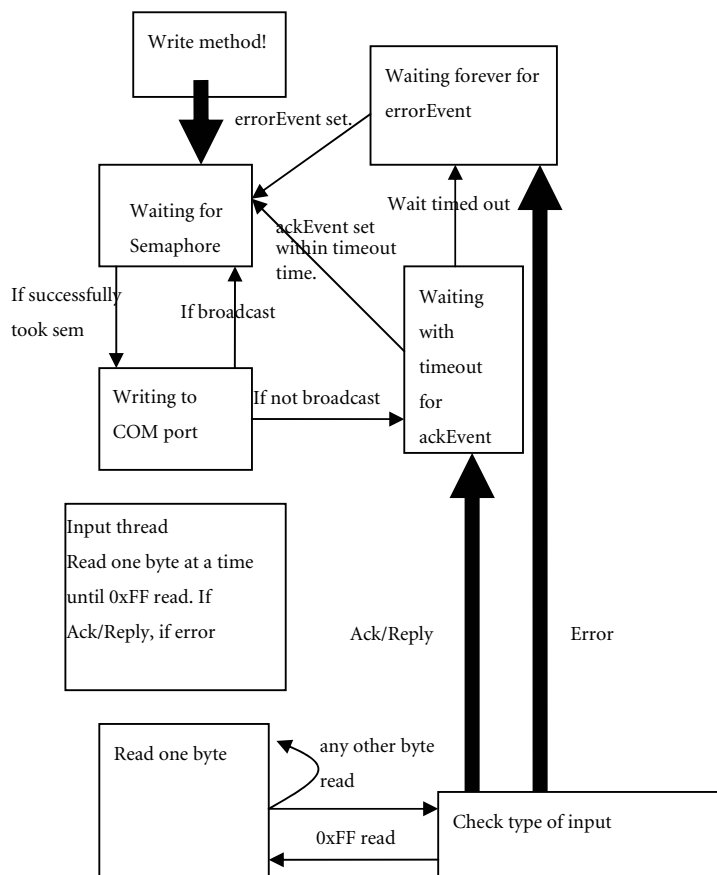 Write method!
Waiting forever for
errorEvent
errorEvent set.
Waiting for
Semaphore
Wait timed out
ackEvent set
within timeout
time.
If successfully
took sem
If broadcast
Waiting
with
timeout
for
ackEvent
Writing to
COM port
If not broadcast
Input thread
Read one byte at a time
until 0xFF read. If
Ack/Reply, if error
Ack/Reply
Error
Read one byte
any other byte
read
Check type of input
0xFF read